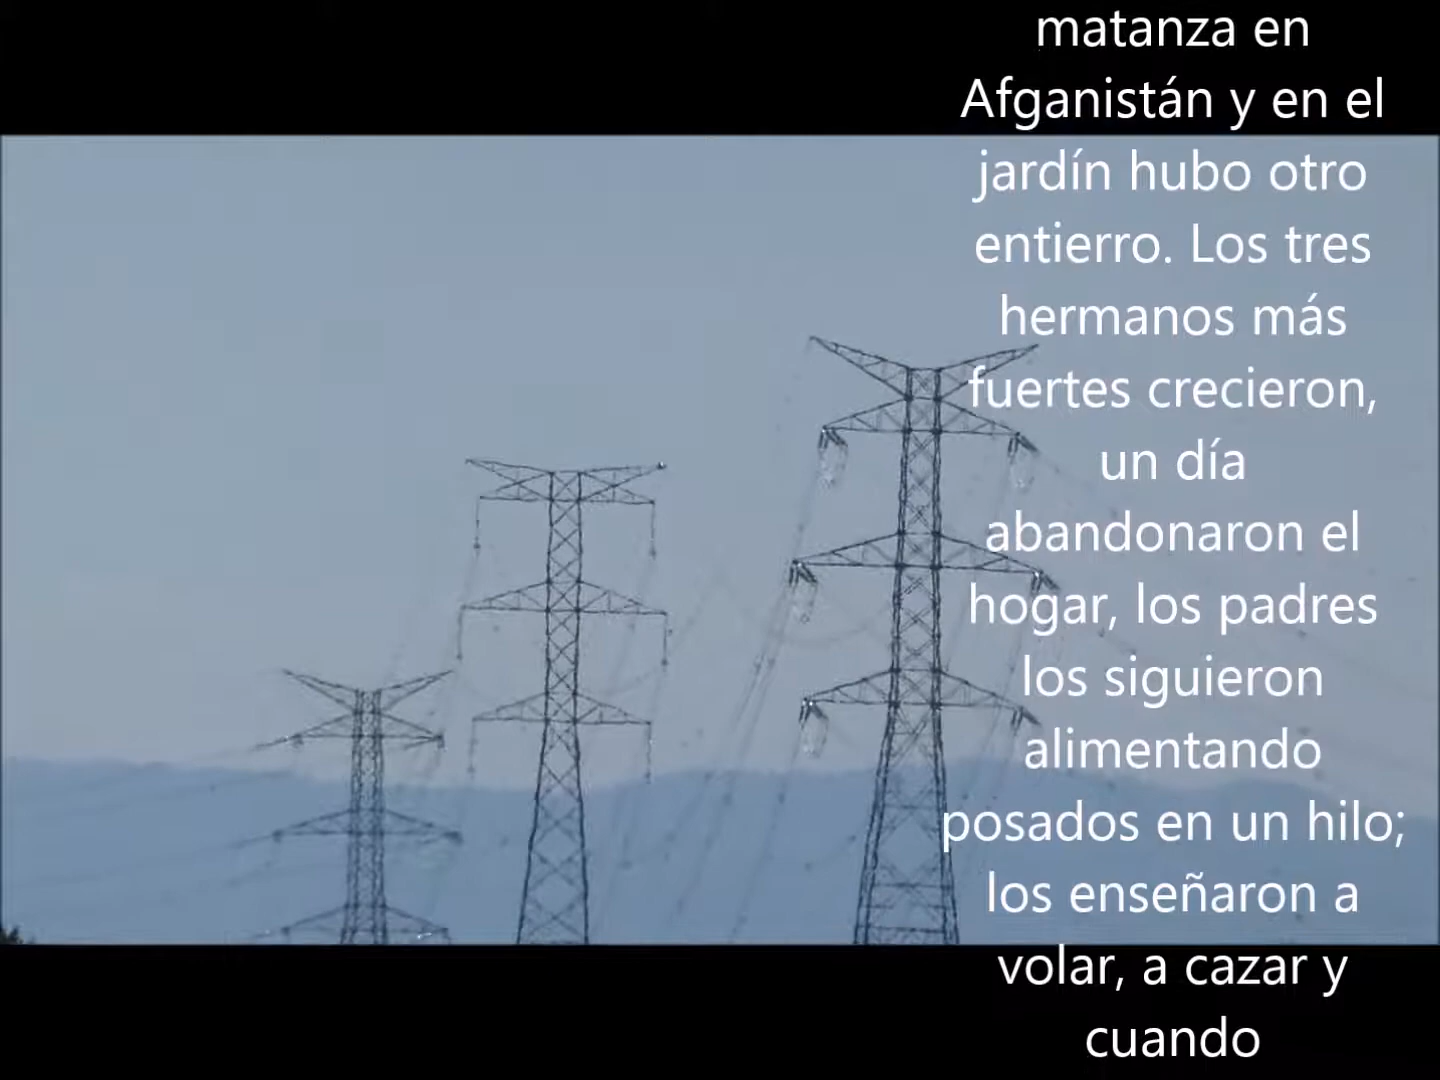 matanza en
Afganistán y en el
jardín hubo otro
entierro. Los tres
hermanos más
fuertes crecieron,
un día
abandonaron el
hogar, los padres
los siguieron
alimentando
posados en un hilo;
los enseñaron a
volar, a cazar y
cuando